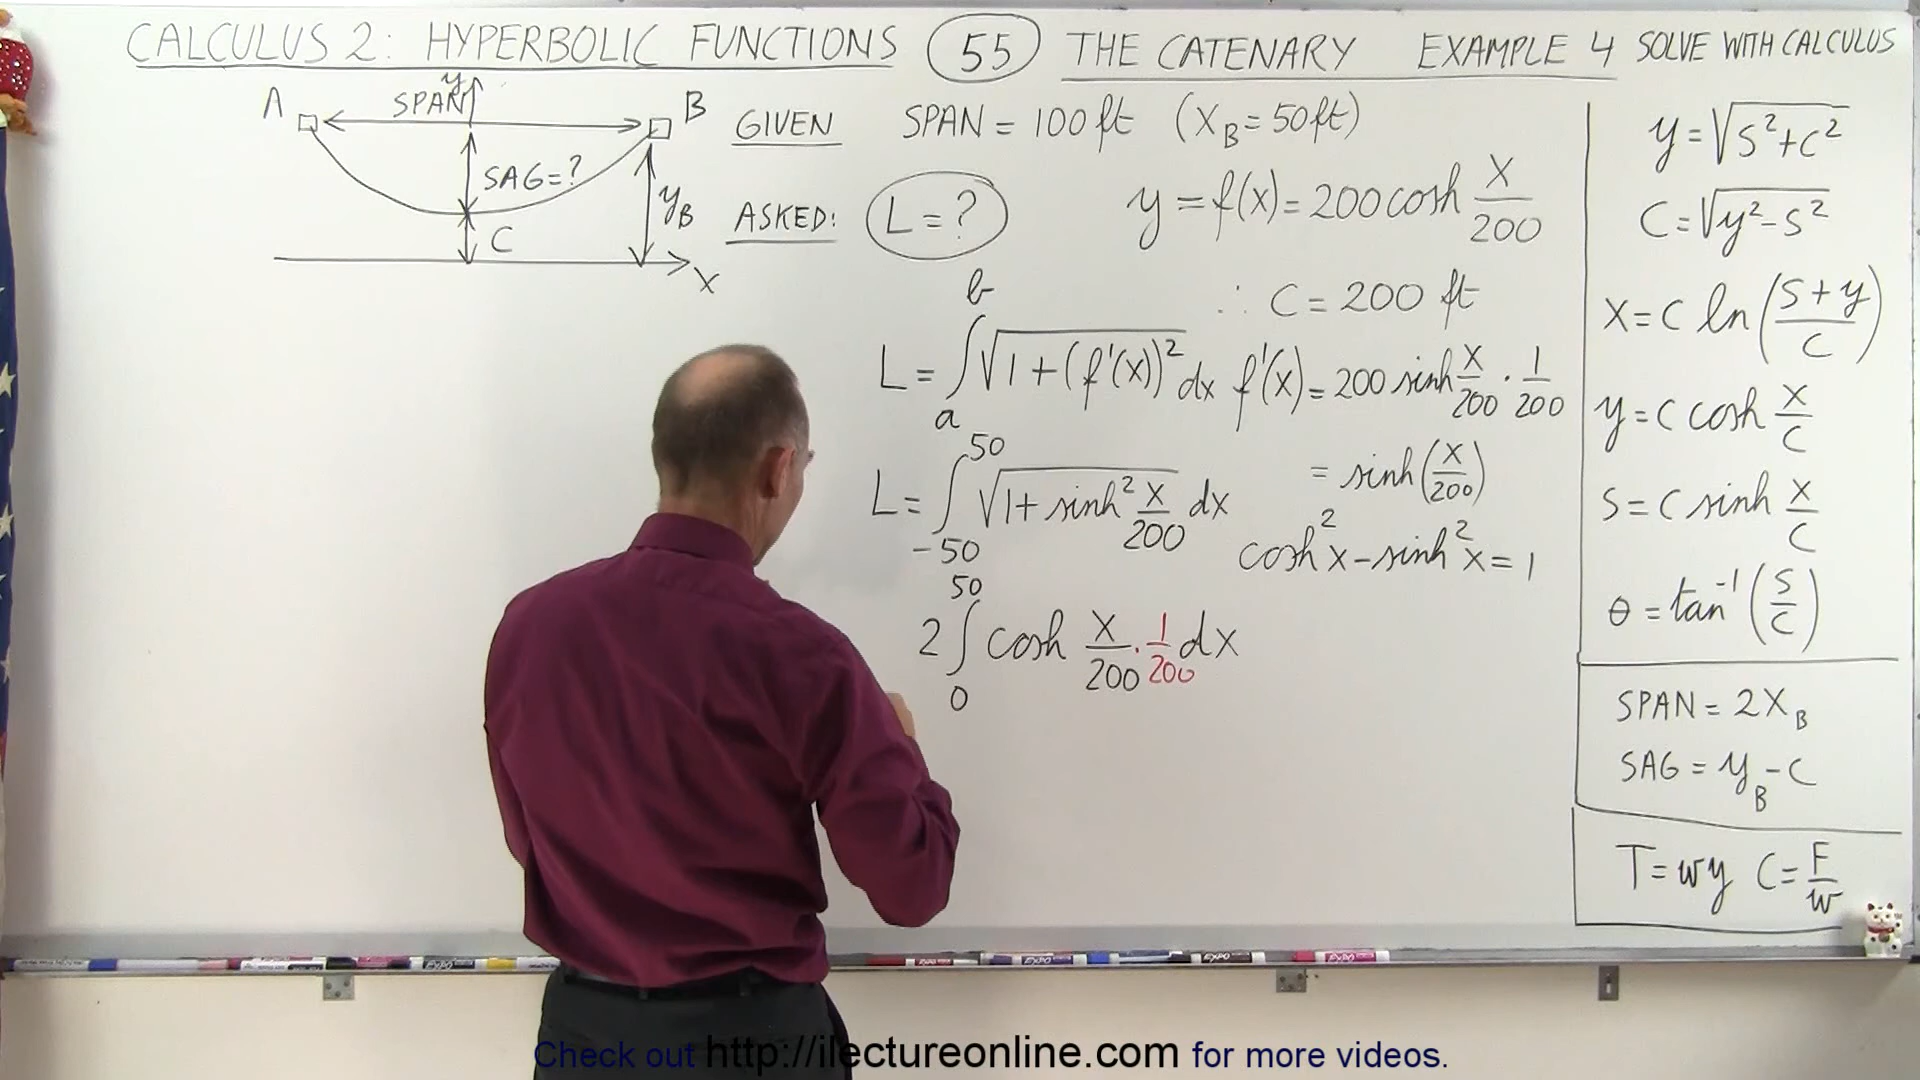 CALCULUS 2: HYPERBOLIC FUNCTIONS 55 THE CATENARY EXAMPLE 4 SOLVE WITH CALCULUS
y
A SPAN B
SAG=?
y_B
C
x
GIVEN SPAN = 100 ft (X_B = 50 ft)
ASKED: L = ?
y = f(x) = 200 cosh x/200
∴ C = 200 ft
L = ∫_a^b √(1 + (f'(x))²) dx f'(x) = 200 sinh x/200 · 1/200
= sinh(x/200)
L = ∫_{-50}^{50} √(1 + sinh² x/200) dx
cosh² x - sinh² x = 1
2 ∫_0^{50} cosh x/200 · 1/200 dx
y = √(S² + C²)
C = √(y² - S²)
X = C ln((S + y)/C)
y = C cosh x/C
S = C sinh x/C
θ = tan⁻¹(S/C)
SPAN = 2X_B
SAG = y_B - C
T = wy C = F/w
Check out http://ilectureonline.com for more videos.